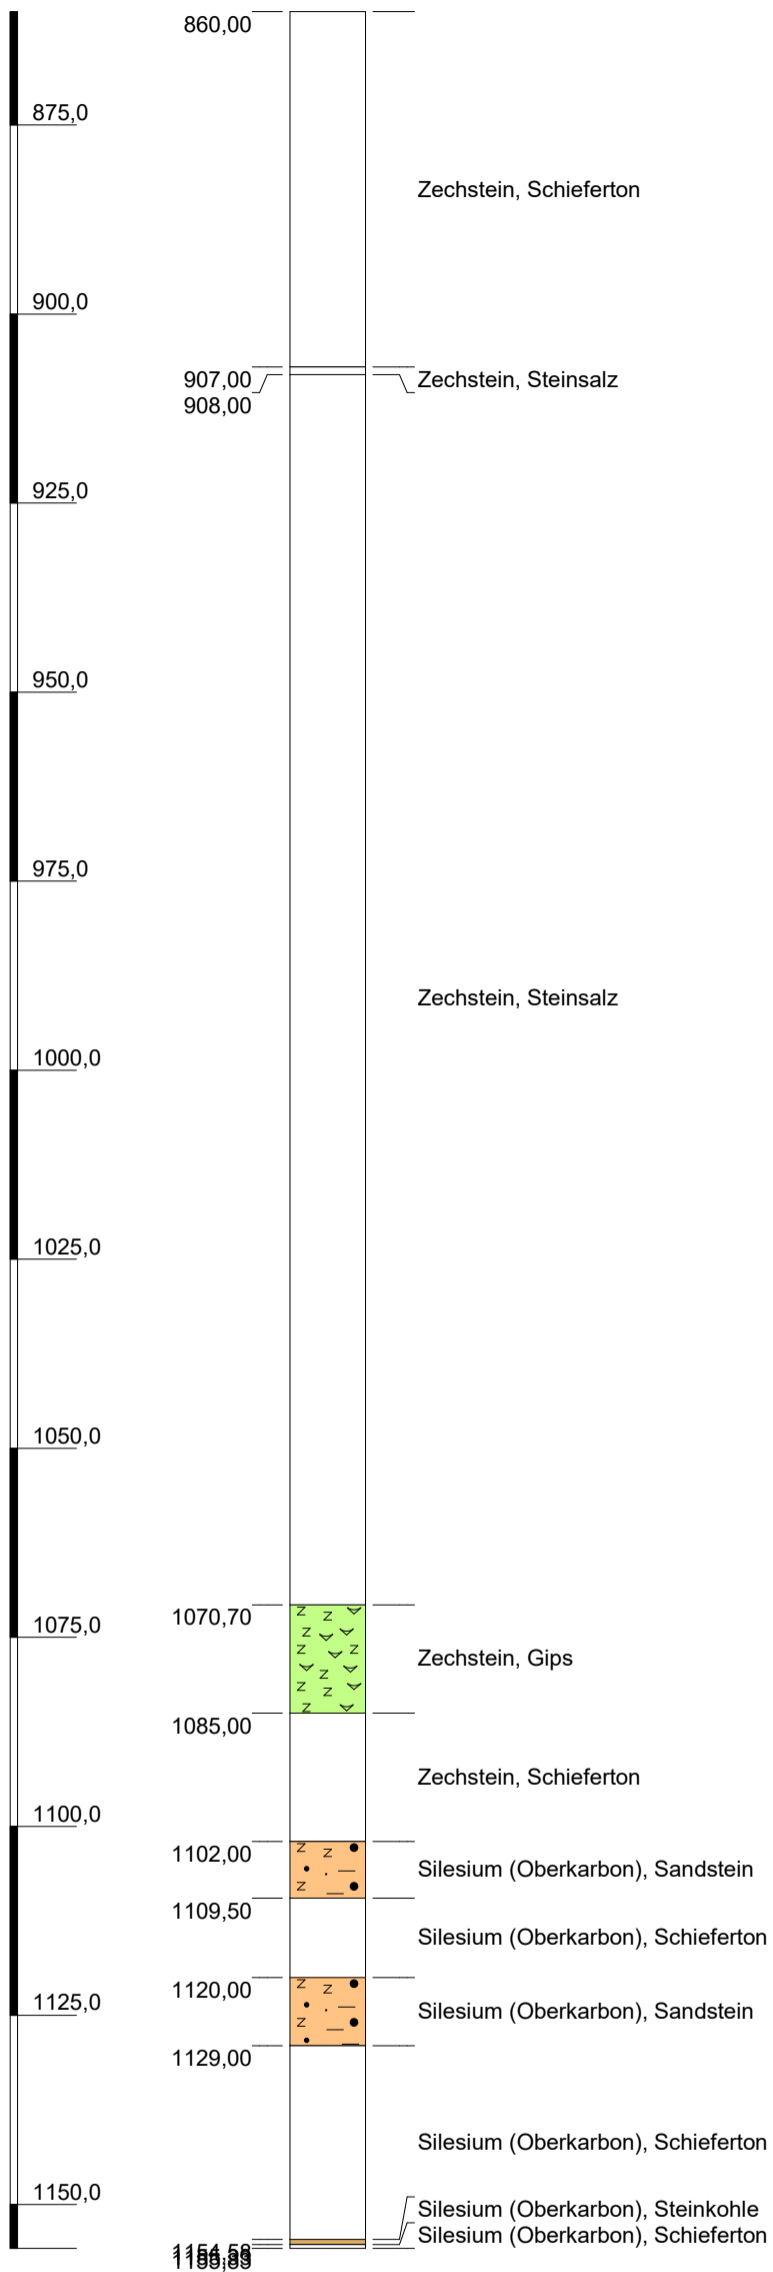 860,00
875,0
Zechstein, Schieferton
900,0
907,00
Zechstein, Steinsalz
908,00
925,0
950,0
975,0
Zechstein, Steinsalz
1000,0
1025,0
1050,0
1070,70
1075,0
Zechstein, Gips
1085,00
Zechstein, Schieferton
1100,0
1102,00
Silesium (Oberkarbon), Sandstein
1109,50
Silesium (Oberkarbon), Schieferton
1120,00
1125,0
Silesium (Oberkarbon), Sandstein
1129,00
Silesium (Oberkarbon), Schieferton
1150,0
Silesium (Oberkarbon), Steinkohle
Silesium (Oberkarbon), Schieferton
1154,58